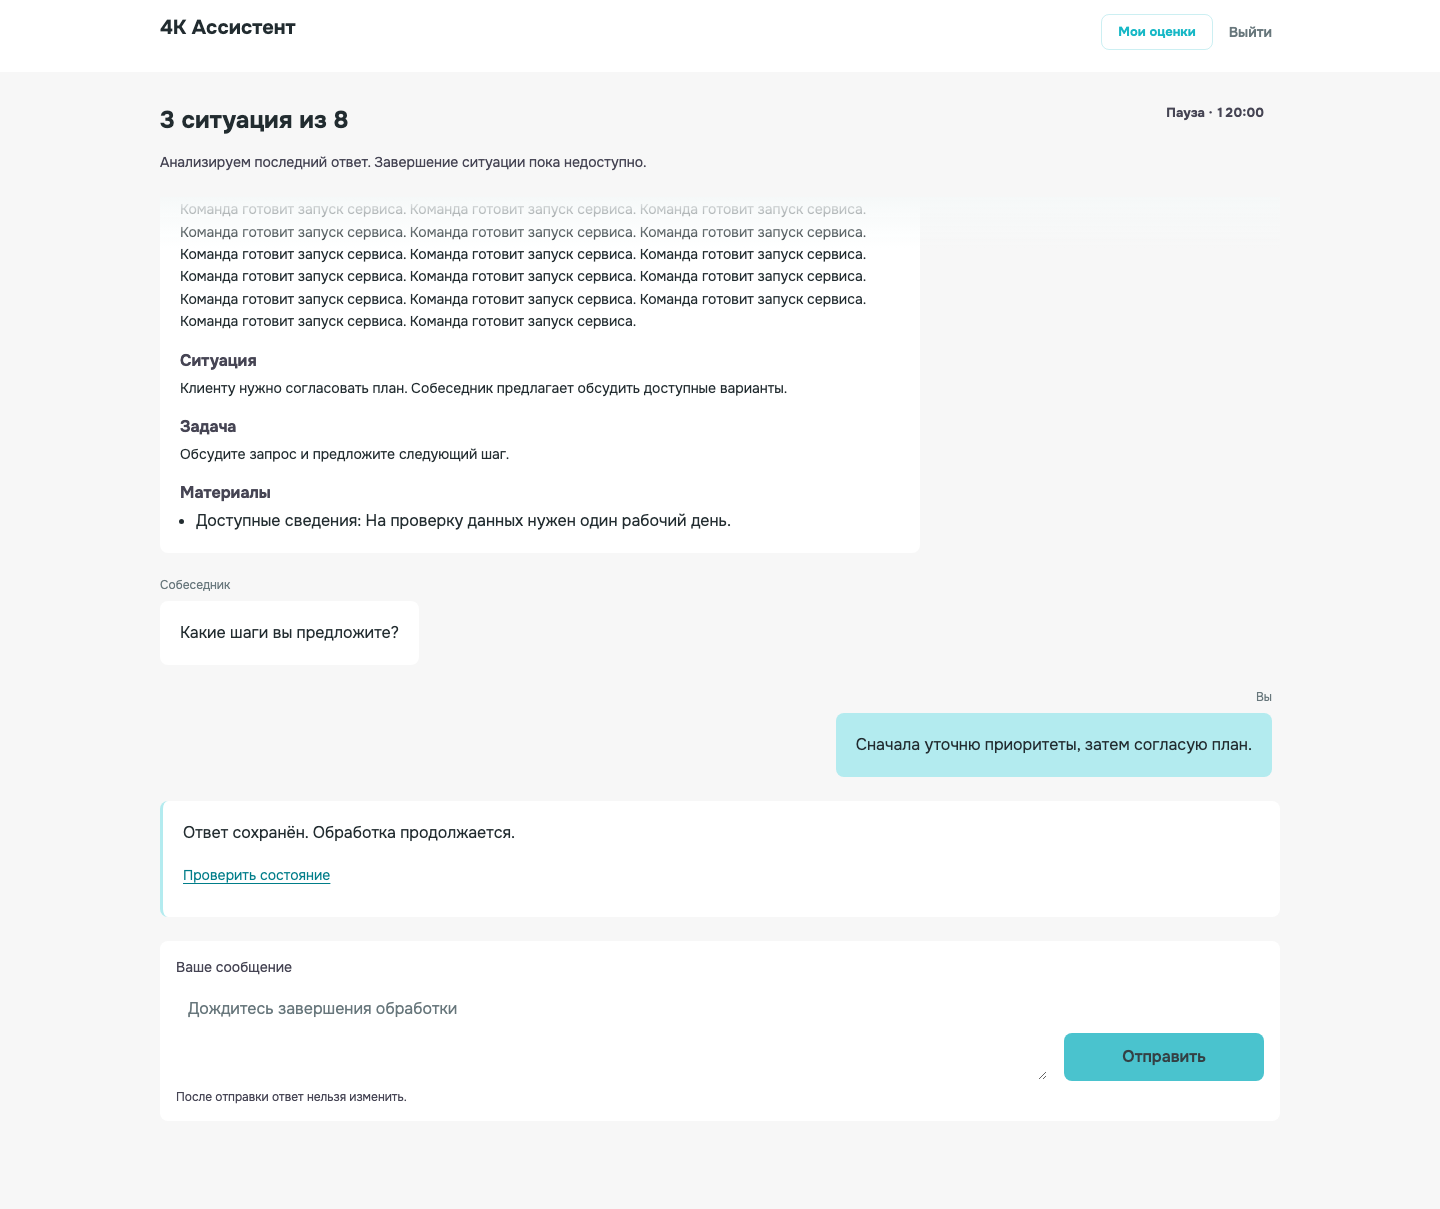 4К Ассистент
Мои оценки
Выйти
3 ситуация из 8
Пауза · 120:00
Анализируем последний ответ. Завершение ситуации пока недоступно.
Команда готовит запуск сервиса. Команда готовит запуск сервиса. Команда готовит запуск сервиса.
Команда готовит запуск сервиса. Команда готовит запуск сервиса. Команда готовит запуск сервиса.
Команда готовит запуск сервиса. Команда готовит запуск сервиса. Команда готовит запуск сервиса.
Команда готовит запуск сервиса. Команда готовит запуск сервиса. Команда готовит запуск сервиса.
Команда готовит запуск сервиса. Команда готовит запуск сервиса. Команда готовит запуск сервиса.
Команда готовит запуск сервиса. Команда готовит запуск сервиса.
Ситуация
Клиенту нужно согласовать план. Собеседник предлагает обсудить доступные варианты.
Задача
Обсудите запрос и предложите следующий шаг.
Материалы
• Доступные сведения: На проверку данных нужен один рабочий день.
Собеседник
Какие шаги вы предложите?
Вы
Сначала уточню приоритеты, затем согласую план.
Ответ сохранён. Обработка продолжается.
Проверить состояние
Ваше сообщение
Дождитесь завершения обработки
Отправить
После отправки ответ нельзя изменить.